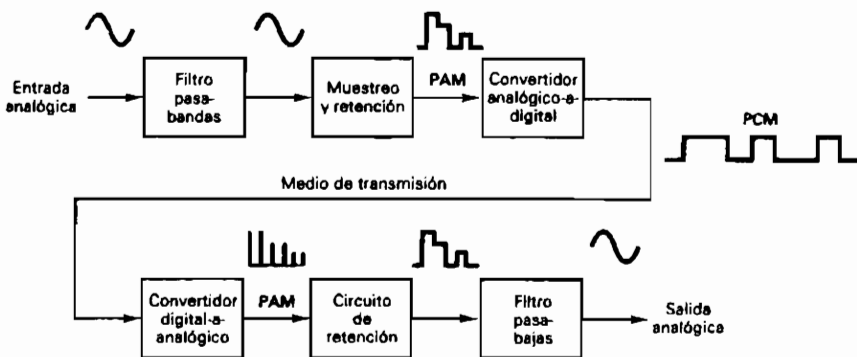 Entrada
analógica
Filtro
pasa-
bandas
Muestreo
y retención
PAM
Convertidor
analógico-a-
digital
PCM
Medio de transmisión
Convertidor
digital-a-
analógico
PAM
Circuito
de
retención
Filtro
pasa-
bajas
Salida
analógica